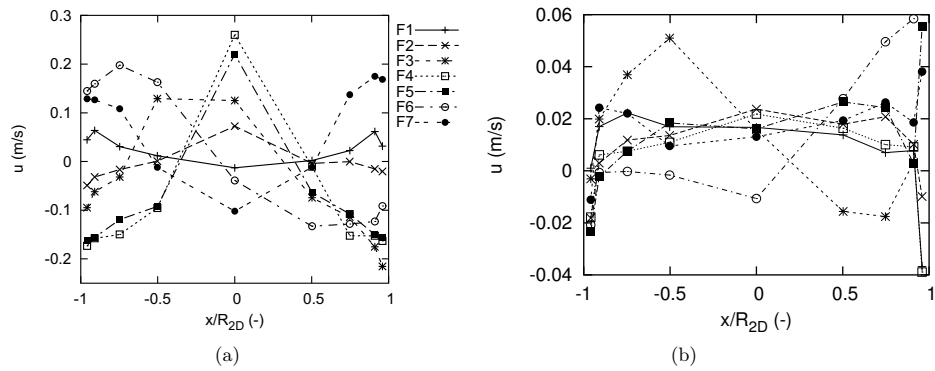 0.3
0.2
0.1
0
-0.1
-0.2
u (m/s)
-1
-0.5
0
0.5
1
x/R2D (-)
(a)
F1
F2
F3
F4
F5
F6
F7
0.06
0.04
0.02
0
-0.02
-0.04
u (m/s)
-1
-0.5
0
0.5
1
x/R2D (-)
(b)